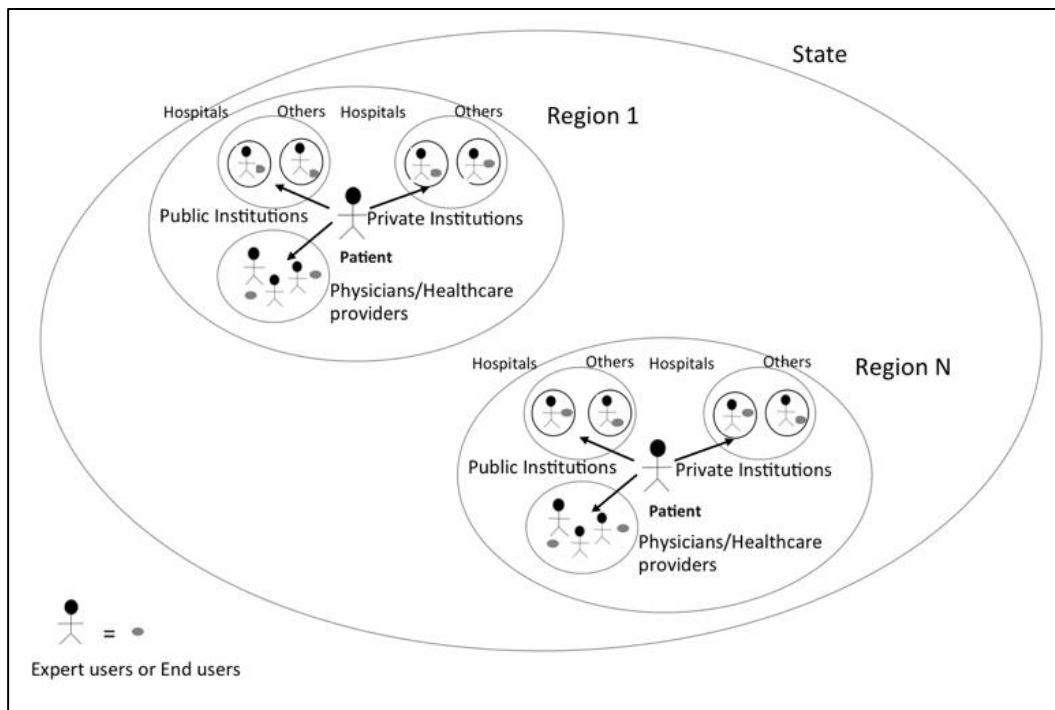 State
Hospitals Others Hospitals Others
Region 1
Public Institutions Private Institutions
Patient
Physicians/Healthcare
providers
Hospitals Others Hospitals Others
Region N
Public Institutions Private Institutions
Patient
Physicians/Healthcare
providers
=
Expert users or End users